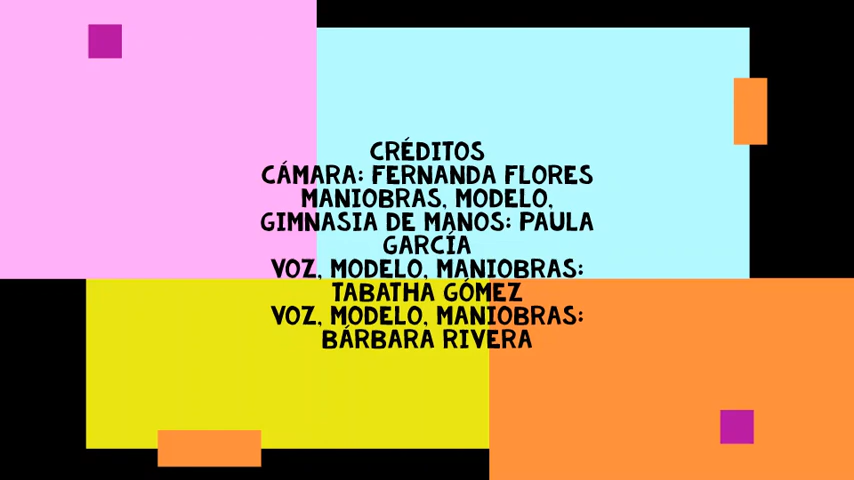 CRÉDITOS
CÁMARA: FERNANDA FLORES
MANIOBRAS, MODELO,
GIMNASIA DE MANOS: PAULA
GARCÍA
VOZ, MODELO, MANIOBRAS:
TABATHA GÓMEZ
VOZ, MODELO, MANIOBRAS:
BÁRBARA RIVERA